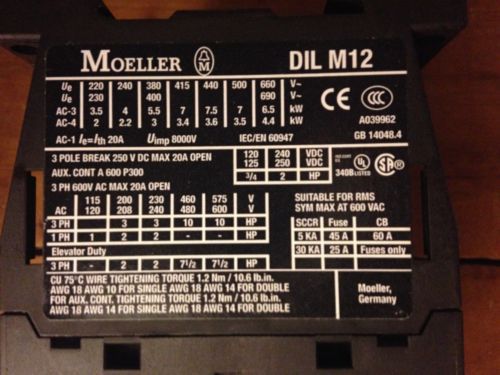 MOELLER M DIL M12
Ue 220 240 380 415 440 500 660 V~
Ue 230 400 690 V~
AC-3 3.5 4 5.5 7 7.5 7 6.5 kW
AC-4 2 2.2 3 3.4 3.6 3.5 4.4 kW
AC-1 Ie=Ith 20A Uimp 8000V IEC/EN 60947
CE CCC
A039962
GB 14048.4
3 POLE BREAK 250 V DC MAX 20A OPEN
AUX. CONT A 600 P300
120 240 VDC
125 250 VDC
3/4 2 HP
IND.CONT EQ
340B LISTED
UL SA
3 PH 600V AC MAX 20A OPEN
115 200 230 460 575 V
AC 120 208 240 480 600 V
3 PH 3 3 10 10 HP
1 PH 1 2 2 - - HP
Elevator Duty
3 PH - 2 2 7 1/2 7 1/2 HP
SUITABLE FOR RMS
SYM MAX AT 600 VAC
SCCR Fuse CB
5 KA 45 A 60 A
30 KA 25 A Fuses only
CU 75°C WIRE TIGHTENING TORQUE 1.2 Nm / 10.6 lb.in.
AWG 18 AWG 10 FOR SINGLE AWG 18 AWG 14 FOR DOUBLE
FOR AUX. CONT. TIGHTENING TORQUE 1.2 Nm / 10.6 lb.in.
AWG 18 AWG 14 FOR SINGLE AWG 18 AWG 14 FOR DOUBLE
Moeller,
Germany